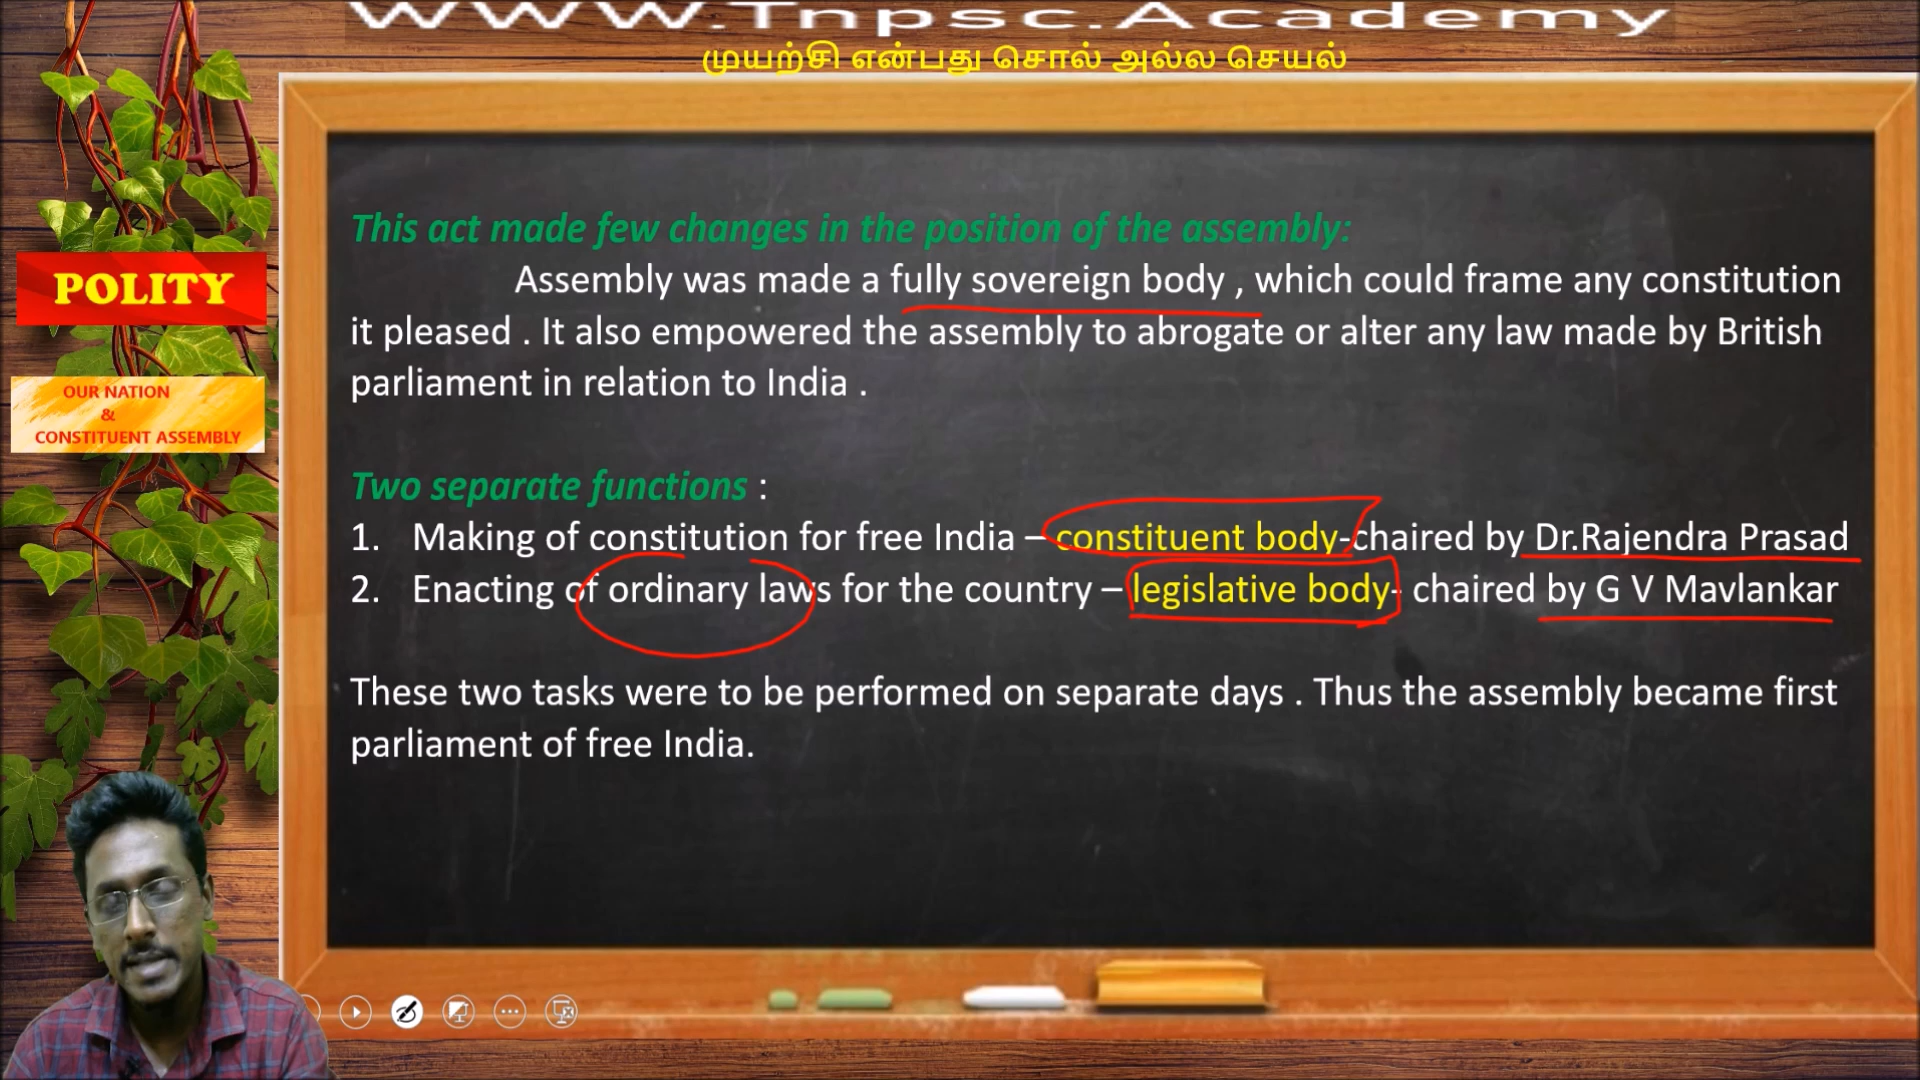 WWW.Tnpsc.Academy
முயற்சி என்பது சொல் அல்ல செயல்
POLITY
OUR NATION
&
CONSTITUENT ASSEMBLY
This act made few changes in the position of the assembly:
Assembly was made a fully sovereign body , which could frame any constitution
it pleased . It also empowered the assembly to abrogate or alter any law made by British
parliament in relation to India .
Two separate functions :
1. Making of constitution for free India – constituent body-chaired by Dr.Rajendra Prasad
2. Enacting of ordinary laws for the country – legislative body- chaired by G V Mavlankar
These two tasks were to be performed on separate days . Thus the assembly became first
parliament of free India.